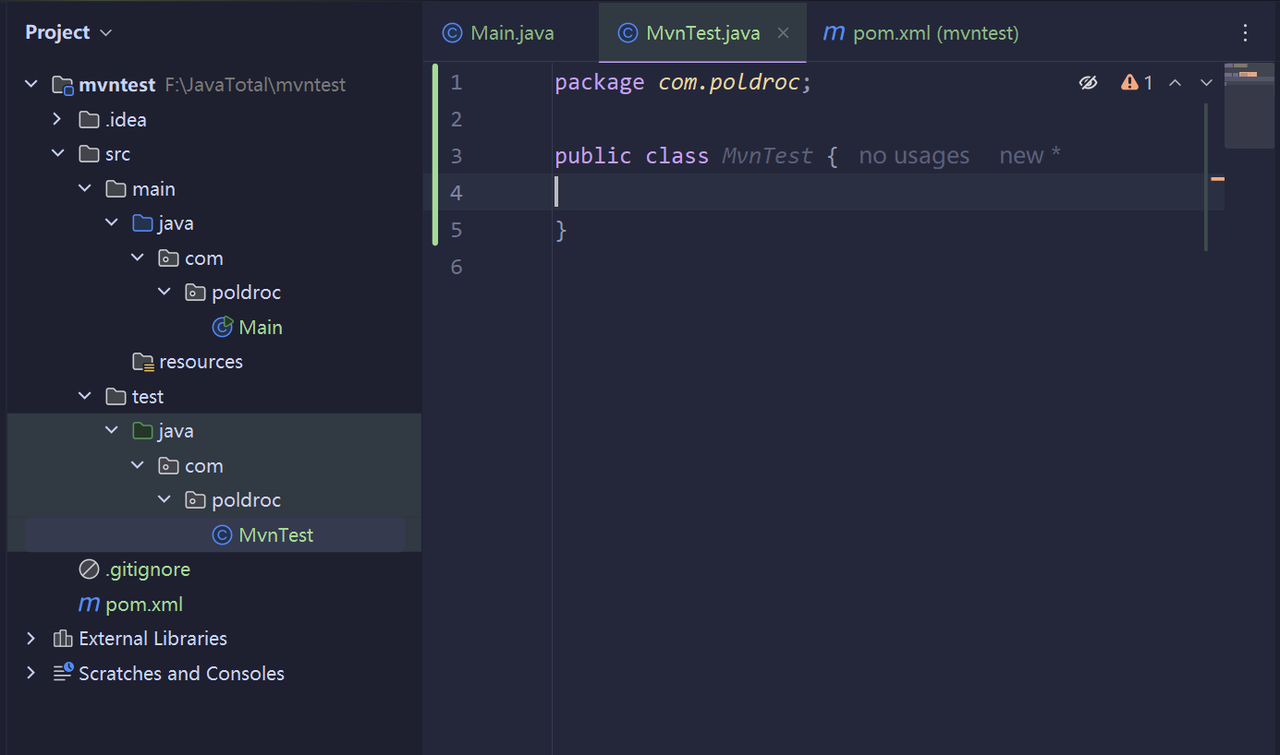 Project
mvntest F:\JavaTotal\mvntest
.idea
src
main
java
com
poldroc
Main
resources
test
java
com
poldroc
MvnTest
.gitignore
pom.xml
External Libraries
Scratches and Consoles
Main.java MvnTest.java pom.xml (mvntest)
1 package com.poldroc; 1
2
3 public class MvnTest { no usages new *
4
5 }
6